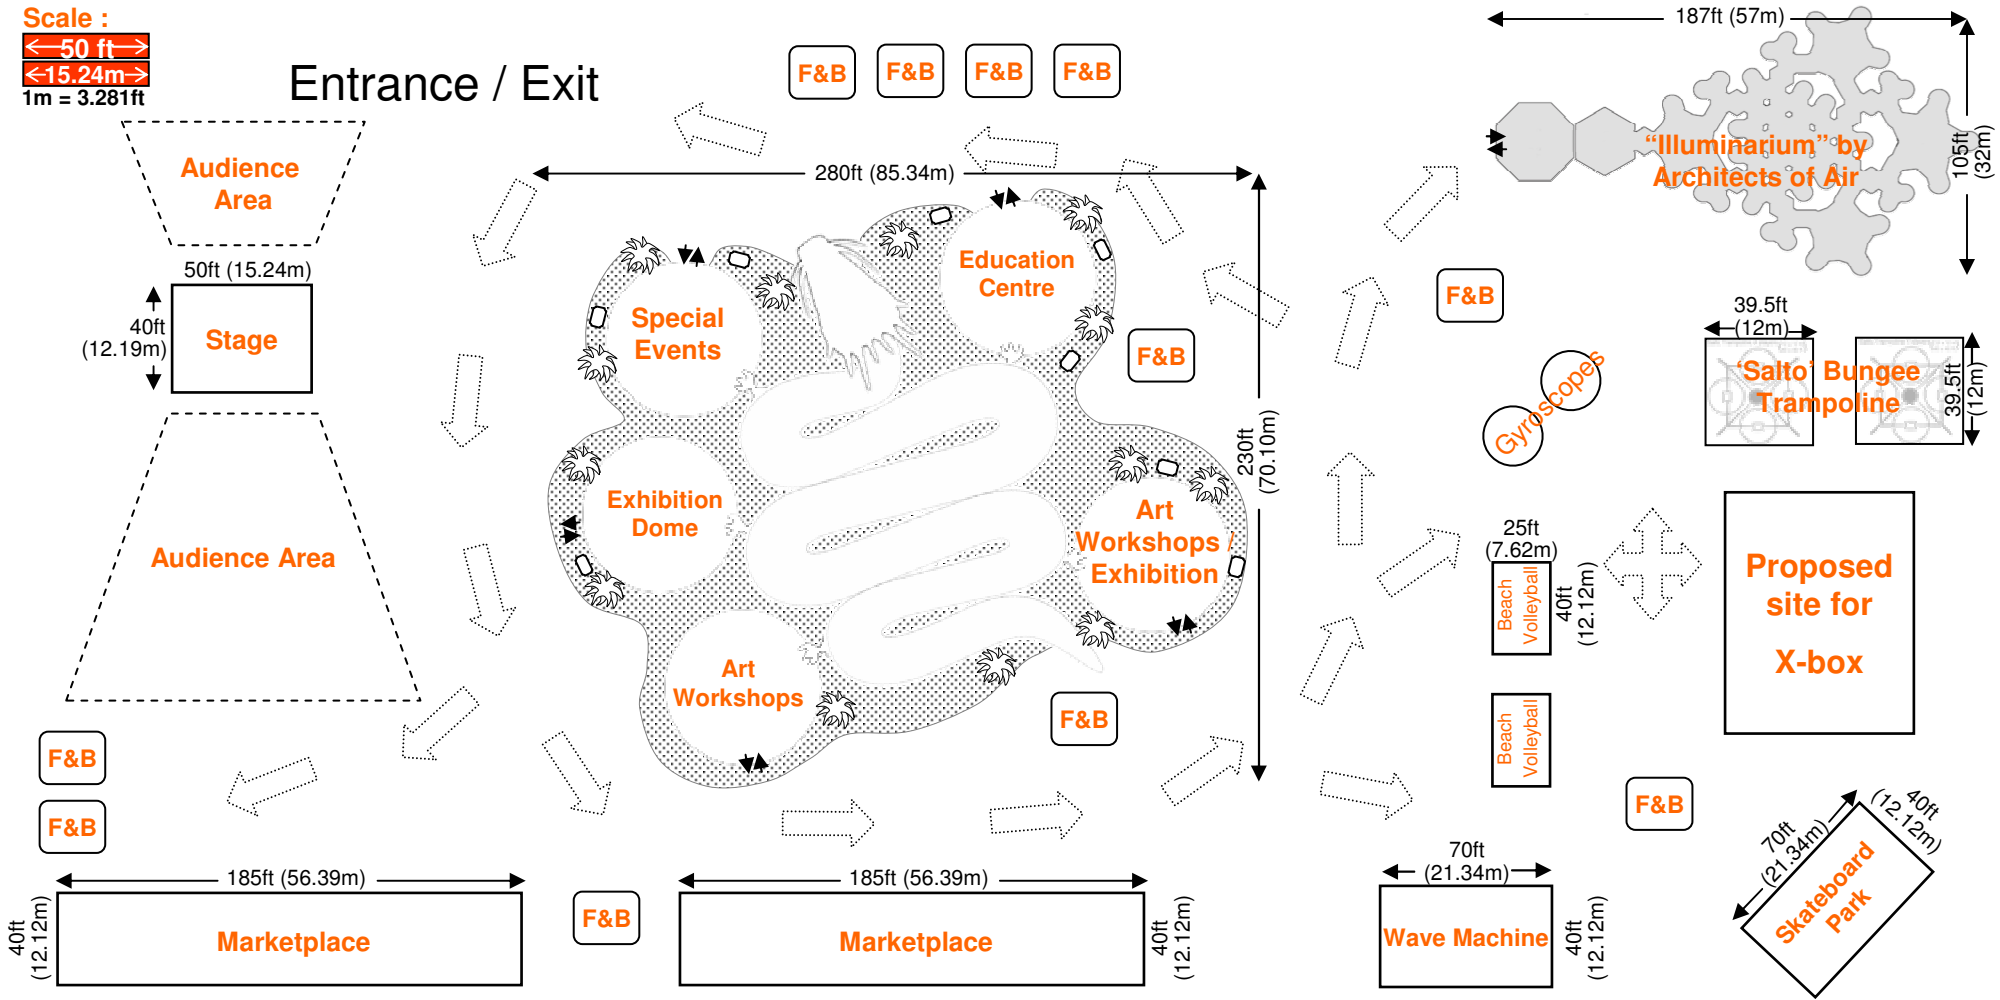 Scale :
50 ft
15.24m
1m = 3.281ft
Entrance / Exit
F&B
F&B
F&B
F&B
187ft (57m)
105ft
(32m)
“Illuminarium” by
Architects of Air
Audience
Area
280ft (85.34m)
230ft
(70.10m)
50ft (15.24m)
40ft
(12.19m)
Stage
Audience Area
Special
Events
Education
Centre
Exhibition
Dome
Art
Workshops /
Exhibition
Art
Workshops
F&B
F&B
F&B
39.5ft
(12m)
39.5ft
(12m)
‘Salto’ Bungee
Trampoline
Gyroscopes
25ft
(7.62m)
40ft
(12.12m)
Beach
Volleyball
Beach
Volleyball
Proposed
site for
X-box
F&B
F&B
F&B
70ft
(21.34m)
40ft
(12.12m)
Skateboard
Park
185ft (56.39m)
40ft
(12.12m)
Marketplace
F&B
185ft (56.39m)
40ft
(12.12m)
Marketplace
70ft
(21.34m)
40ft
(12.12m)
Wave Machine